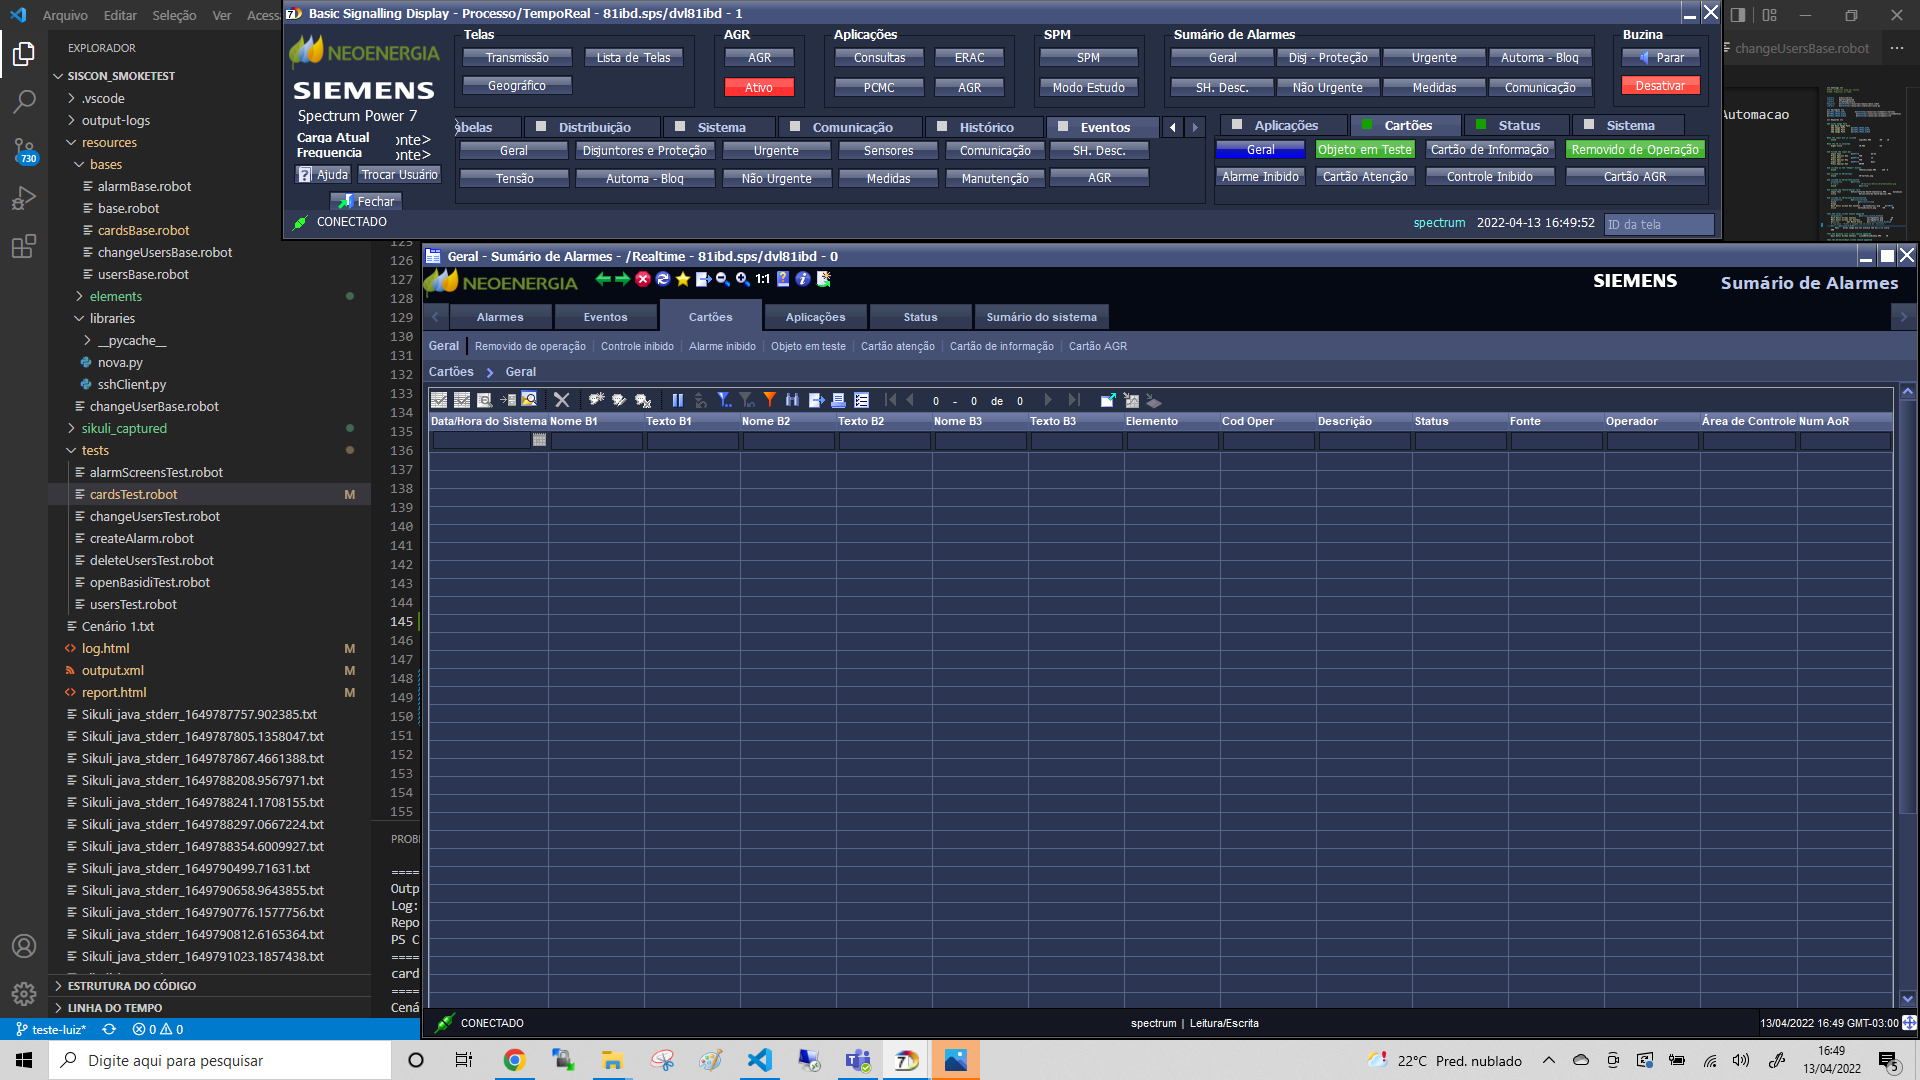 Arquivo Editar Seleção Ver Acess
EXPLORADOR
SISCON_SMOKETEST
.vscode
output-logs
resources
bases
alarmBase.robot
base.robot
cardsBase.robot
changeUsersBase.robot
usersBase.robot
elements
libraries
__pycache__
nova.py
sshClient.py
changeUserBase.robot
sikuli_captured
tests
alarmScreensTest.robot
cardsTest.robot M
changeUsersTest.robot
createAlarm.robot
deleteUsersTest.robot
openBasidiTest.robot
usersTest.robot
Cenário 1.txt
log.html M
output.xml M
report.html M
Sikuli_java_stderr_1649787757.902385.txt
Sikuli_java_stderr_1649787805.1358047.txt
Sikuli_java_stderr_1649787867.4661388.txt
Sikuli_java_stderr_1649788208.9567971.txt
Sikuli_java_stderr_1649788241.1708155.txt
Sikuli_java_stderr_1649788297.0667224.txt
Sikuli_java_stderr_1649788354.6009927.txt
Sikuli_java_stderr_1649790499.71631.txt
Sikuli_java_stderr_1649790658.9643855.txt
Sikuli_java_stderr_1649790776.1577756.txt
Sikuli_java_stderr_1649790812.6165364.txt
Sikuli_java_stderr_1649791023.1857438.txt
ESTRUTURA DO CÓDIGO
LINHA DO TEMPO
730
teste-luiz* 0 0
Basic Signalling Display - Processo/TempoReal - 81ibd.sps/dvl81ibd - 1
NEOENERGIA
SIEMENS
Spectrum Power 7
Carga Atual onte>
Frequencia onte>
Ajuda Trocar Usuário
Fechar
CONECTADO
Telas
Transmissão Lista de Telas
Geográfico
AGR
AGR
Ativo
Aplicações
Consultas ERAC
PCMC AGR
SPM
SPM
Modo Estudo
Sumário de Alarmes
Geral Disj - Proteção Urgente Automa - Bloq
SH. Desc. Não Urgente Medidas Comunicação
Buzina
Parar
Desativar
abelas Distribuição Sistema Comunicação Histórico Eventos
Geral Disjuntores e Proteção Urgente Sensores Comunicação SH. Desc.
Tensão Automa - Bloq Não Urgente Medidas Manutenção AGR
Aplicações Cartões Status Sistema
Geral Objeto em Teste Cartão de Informação Removido de Operação
Alarme Inibido Cartão Atenção Controle Inibido Cartão AGR
spectrum 2022-04-13 16:49:52 ID da tela
changeUsersBase.robot
Automacao
125
126
127
128
129
130
131
132
133
134
135
136
137
138
139
140
141
142
143
144
145
146
147
148
149
150
151
152
153
154
155
PROBL
====
Outp
Log:
Repo
PS C
====
card
====
Cená
Geral - Sumário de Alarmes - /Realtime - 81ibd.sps/dvl81ibd - 0
NEOENERGIA 1:1 SIEMENS Sumário de Alarmes
Alarmes Eventos Cartões Aplicações Status Sumário do sistema
Geral Removido de operação Controle inibido Alarme inibido Objeto em teste Cartão atenção Cartão de informação Cartão AGR
Cartões > Geral
0 - 0 de 0
Data/Hora do Sistema Nome B1 Texto B1 Nome B2 Texto B2 Nome B3 Texto B3 Elemento Cod Oper Descrição Status Fonte Operador Área de Controle Num AoR
CONECTADO spectrum | Leitura/Escrita 13/04/2022 16:49 GMT-03:00
Digite aqui para pesquisar
22°C Pred. nublado
16:49
13/04/2022
5